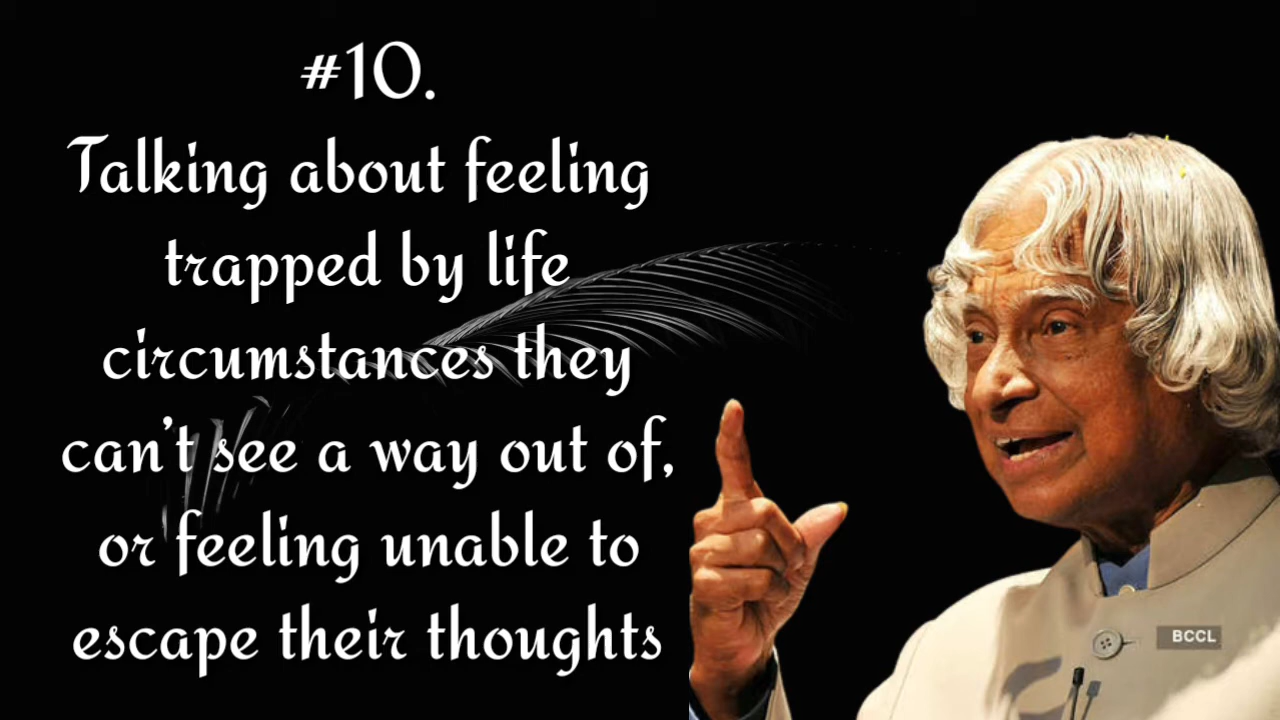 #10.
Talking about feeling
trapped by life
circumstances they
can't see a way out of,
or feeling unable to
escape their thoughts
BCCL